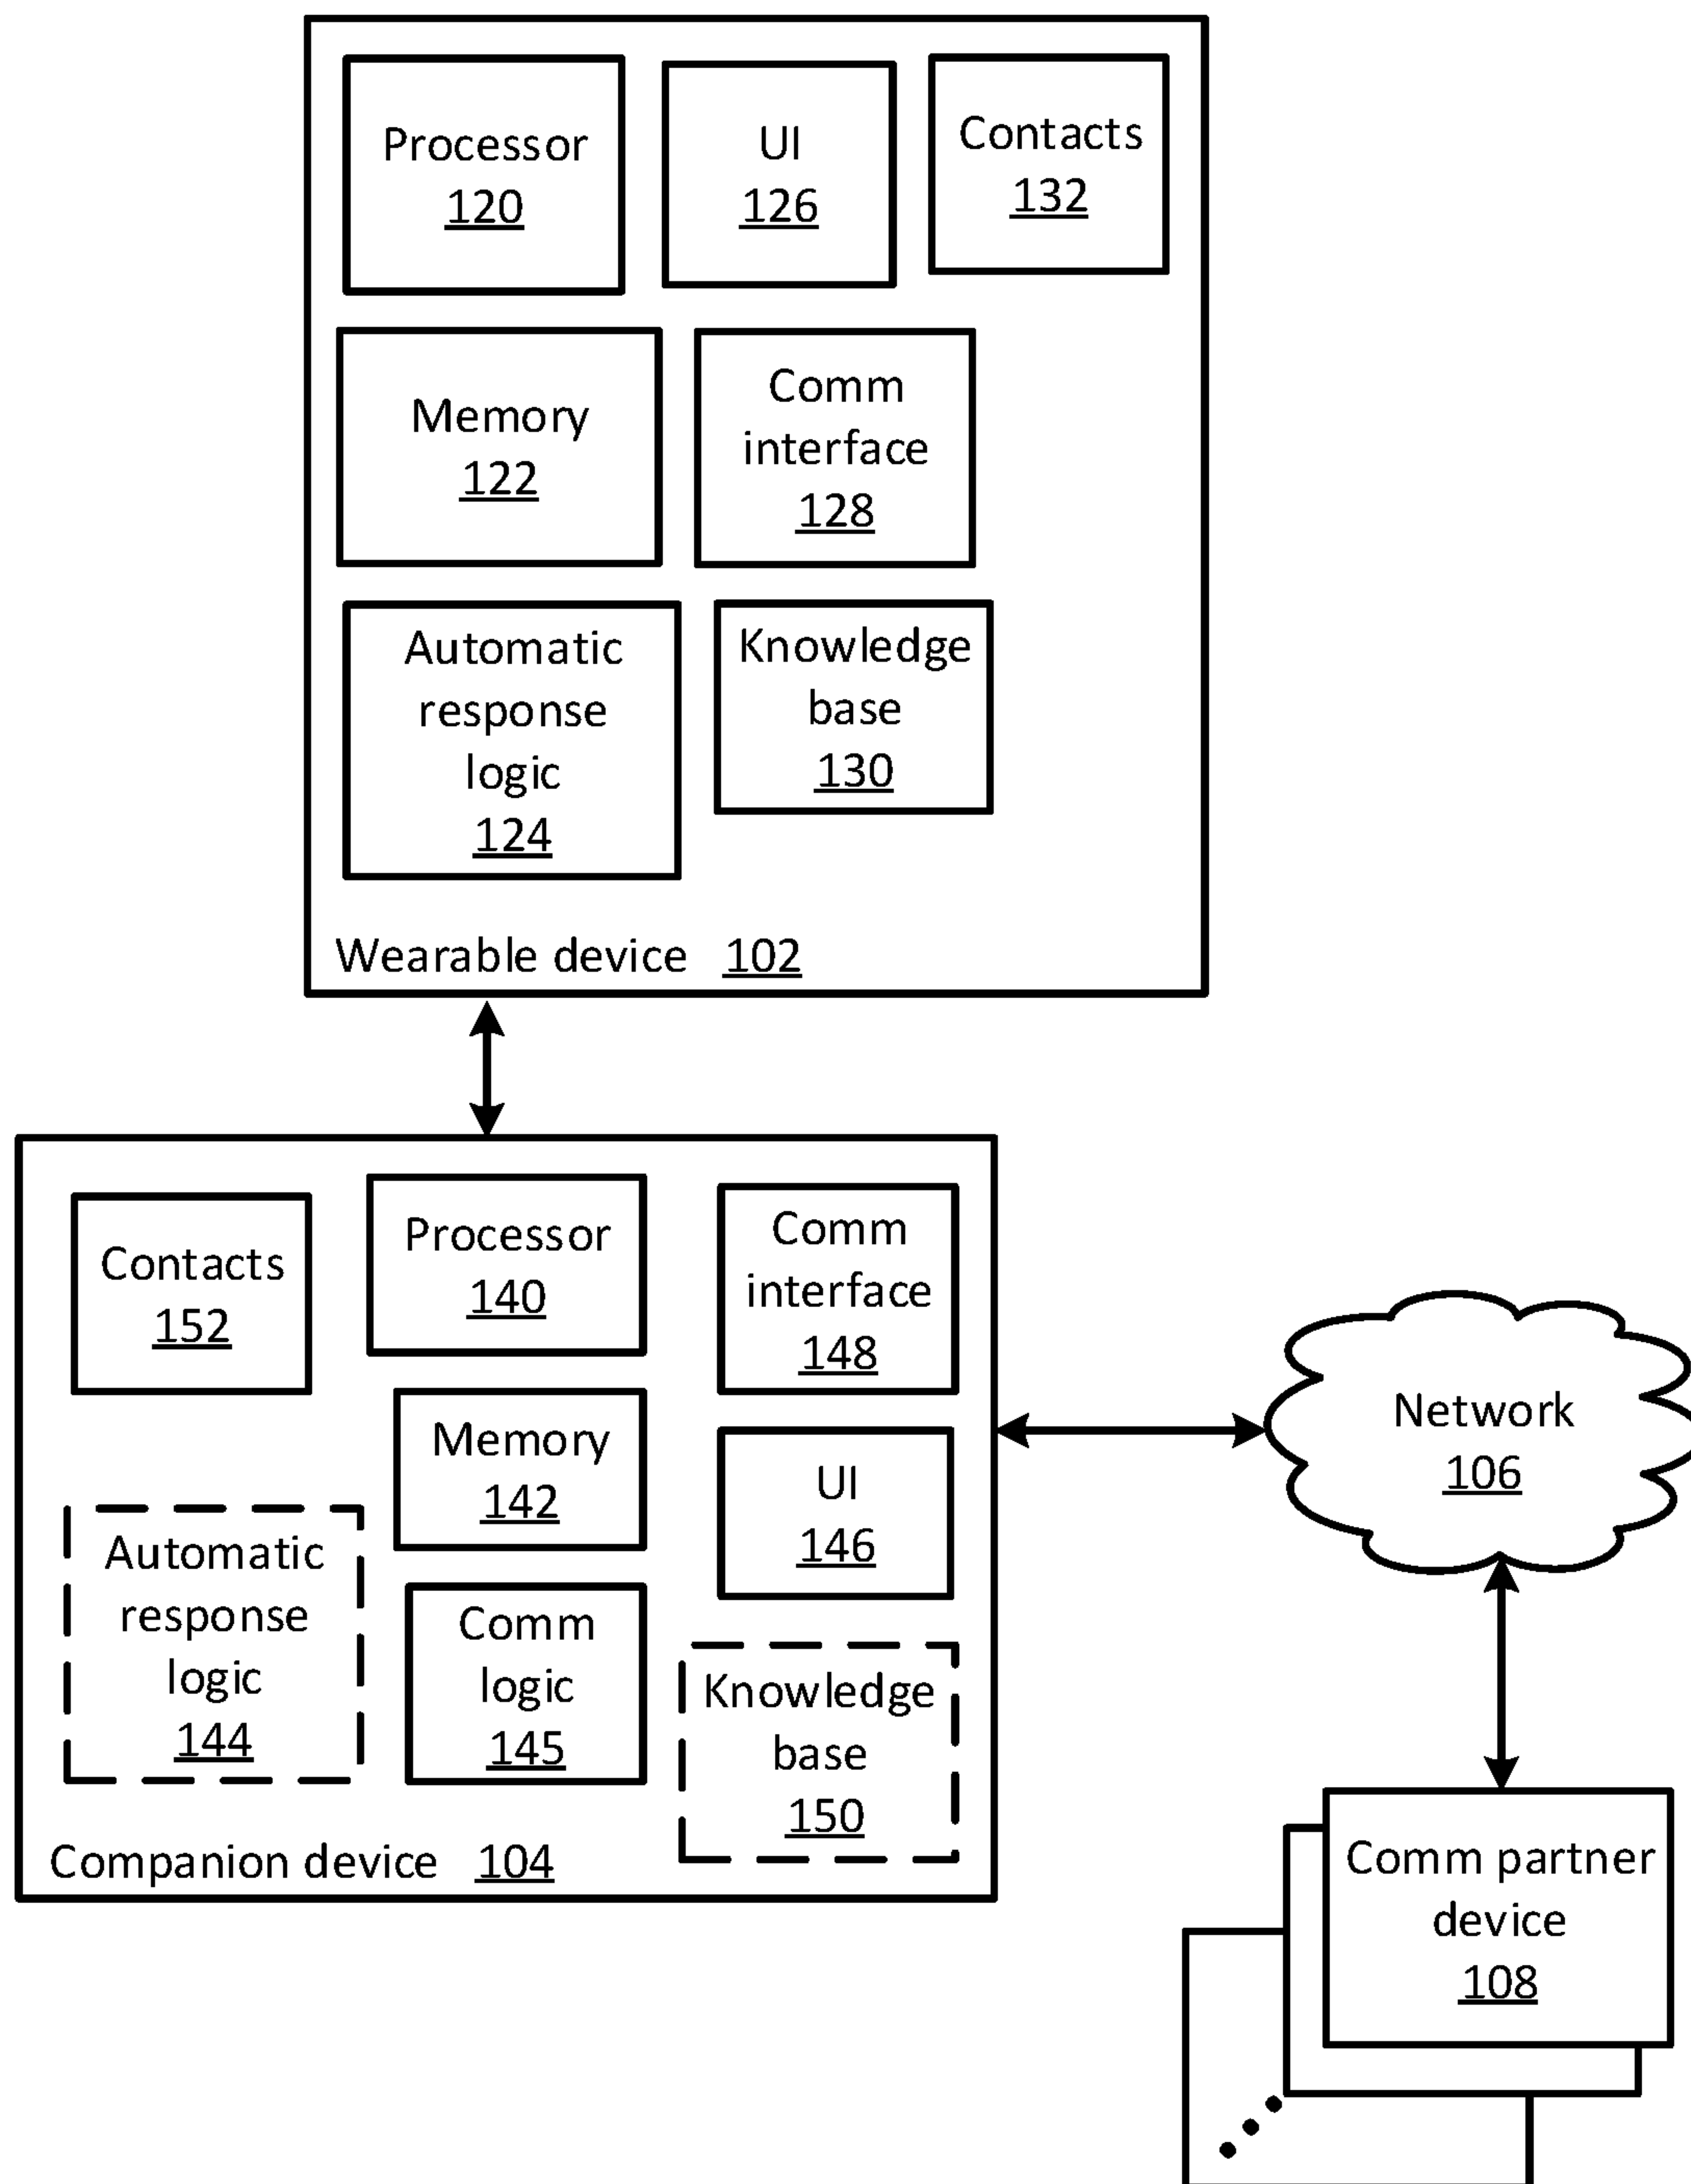 Processor
120
UI
126
Contacts
132
Memory
122
Comm
interface
128
Automatic
response
logic
124
Knowledge
base
130
Wearable device 102
Contacts
152
Processor
140
Comm
interface
148
Memory
142
UI
146
Automatic
response
logic
144
Comm
logic
145
Knowledge
base
150
Companion device 104
Network
106
Comm partner
device
108